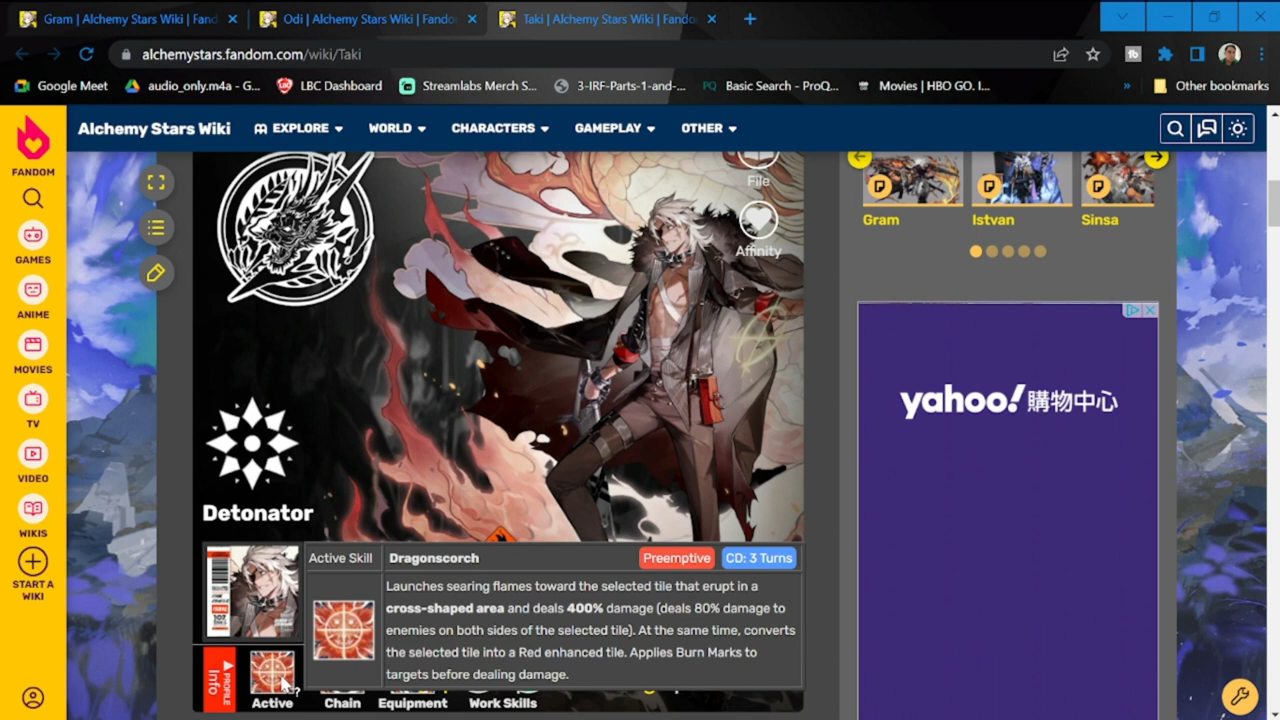 Gram | Alchemy Stars Wiki | Fand
Odi | Alchemy Stars Wiki | Fando
Taki | Alchemy Stars Wiki | Fando
alchemystars.fandom.com/wiki/Taki
Google Meet
audio_only.m4a - G...
LBC Dashboard
Streamlabs Merch S...
3-IRF-Parts-1-and-...
PQ Basic Search - ProQ...
Movies | HBO GO. I...
»
Other bookmarks
FANDOM
GAMES
ANIME
MOVIES
TV
VIDEO
WIKIS
START A
WIKI
Alchemy Stars Wiki
EXPLORE
WORLD
CHARACTERS
GAMEPLAY
OTHER
File
Affinity
Detonator
Active Skill
Dragonscorch
Preemptive
CD: 3 Turns
Launches searing flames toward the selected tile that erupt in a
cross-shaped area and deals 400% damage (deals 80% damage to
enemies on both sides of the selected tile). At the same time, converts
the selected tile into a Red enhanced tile. Applies Burn Marks to
targets before dealing damage.
PROFILE
Info
Active
Chain
Equipment
Work Skills
Gram
Istvan
Sinsa
yahoo! 購物中心